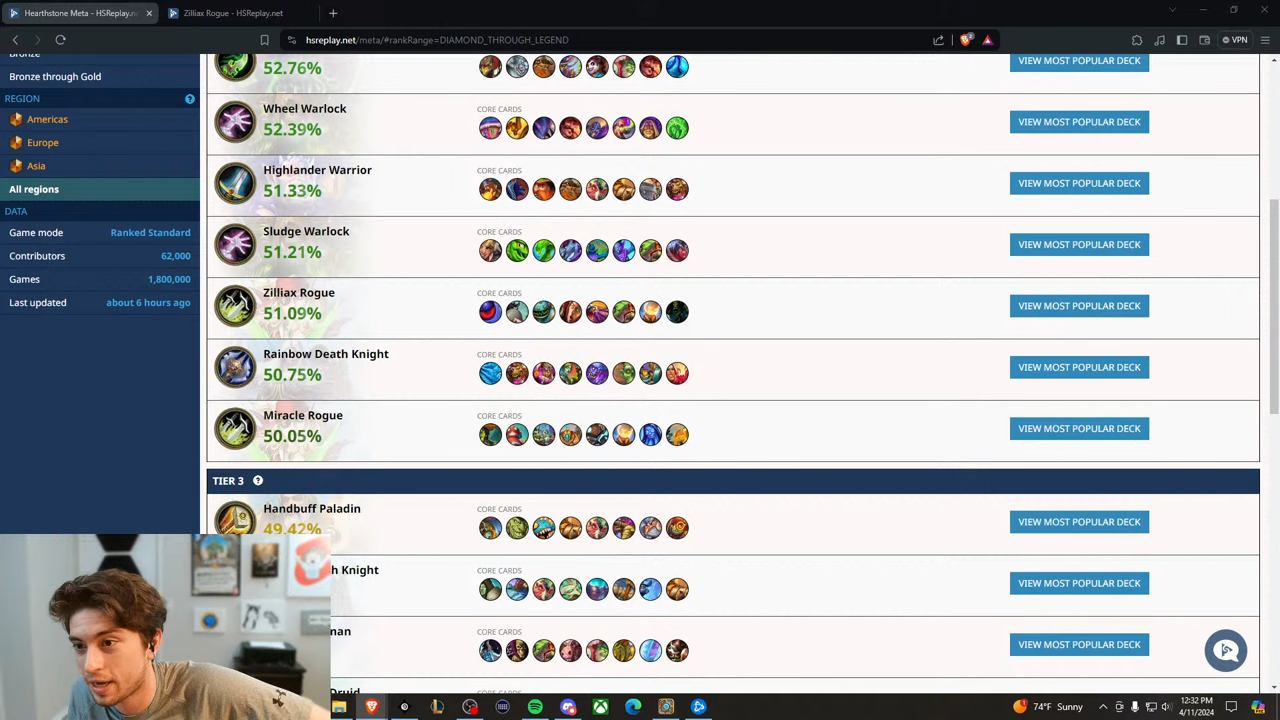 Hearthstone Meta - HSReplay.n
Zilliax Rogue - HSReplay.net
hsreplay.net/meta/#rankRange=DIAMOND_THROUGH_LEGEND
VPN
Bronze
Bronze through Gold
REGION
Americas
Europe
Asia
All regions
DATA
Game mode Ranked Standard
Contributors 62,000
Games 1,800,000
Last updated about 6 hours ago
52.76%
VIEW MOST POPULAR DECK
Wheel Warlock
52.39%
CORE CARDS
VIEW MOST POPULAR DECK
Highlander Warrior
51.33%
CORE CARDS
VIEW MOST POPULAR DECK
Sludge Warlock
51.21%
CORE CARDS
VIEW MOST POPULAR DECK
Zilliax Rogue
51.09%
CORE CARDS
VIEW MOST POPULAR DECK
Rainbow Death Knight
50.75%
CORE CARDS
VIEW MOST POPULAR DECK
Miracle Rogue
50.05%
CORE CARDS
VIEW MOST POPULAR DECK
TIER 3
Handbuff Paladin
49.42%
CORE CARDS
VIEW MOST POPULAR DECK
h Knight
CORE CARDS
VIEW MOST POPULAR DECK
man
CORE CARDS
VIEW MOST POPULAR DECK
Druid
CORE CARDS
74°F Sunny
12:32 PM
4/11/2024